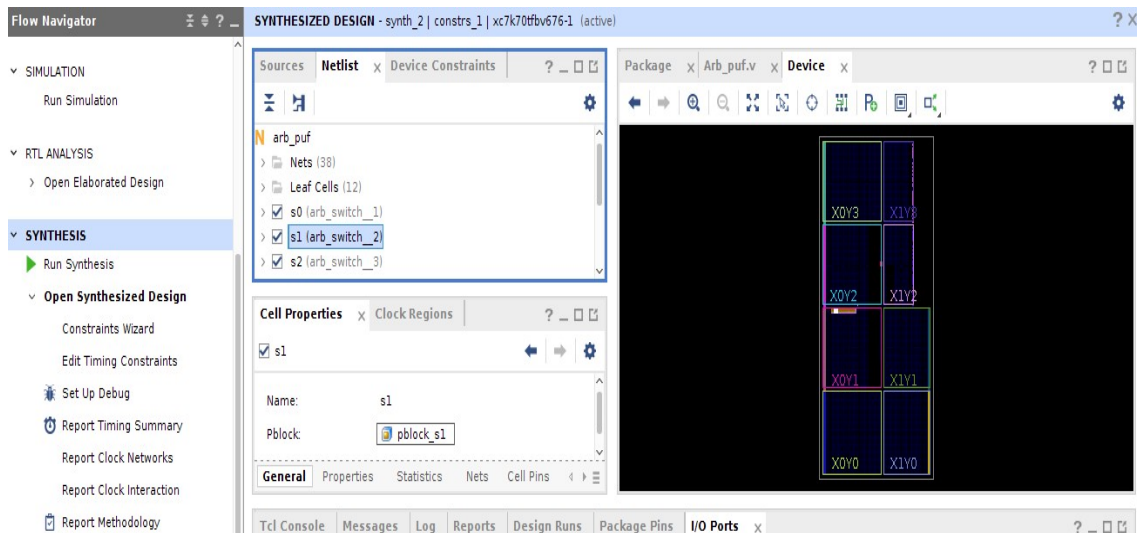 Flow Navigator
SIMULATION
Run Simulation
RTL ANALYSIS
Open Elaborated Design
SYNTHESIS
Run Synthesis
Open Synthesized Design
Constraints Wizard
Edit Timing Constraints
Set Up Debug
Report Timing Summary
Report Clock Networks
Report Clock Interaction
Report Methodology
SYNTHESIZED DESIGN - synth_2 | constrs_1 | xc7k70tfbv676-1 (active)
Sources Netlist Device Constraints
N arb_puf
Nets (38)
Leaf Cells (12)
s0 (arb_switch__1)
s1 (arb_switch__2)
s2 (arb_switch__3)
Cell Properties Clock Regions
s1
Name: s1
Pblock: pblock_s1
General Properties Statistics Nets Cell Pins
Package Arb_puf.v Device
X0Y3 X1Y3
X0Y2 X1Y2
X0Y1 X1Y1
X0Y0 X1Y0
Tcl Console Messages Log Reports Design Runs Package Pins I/O Ports